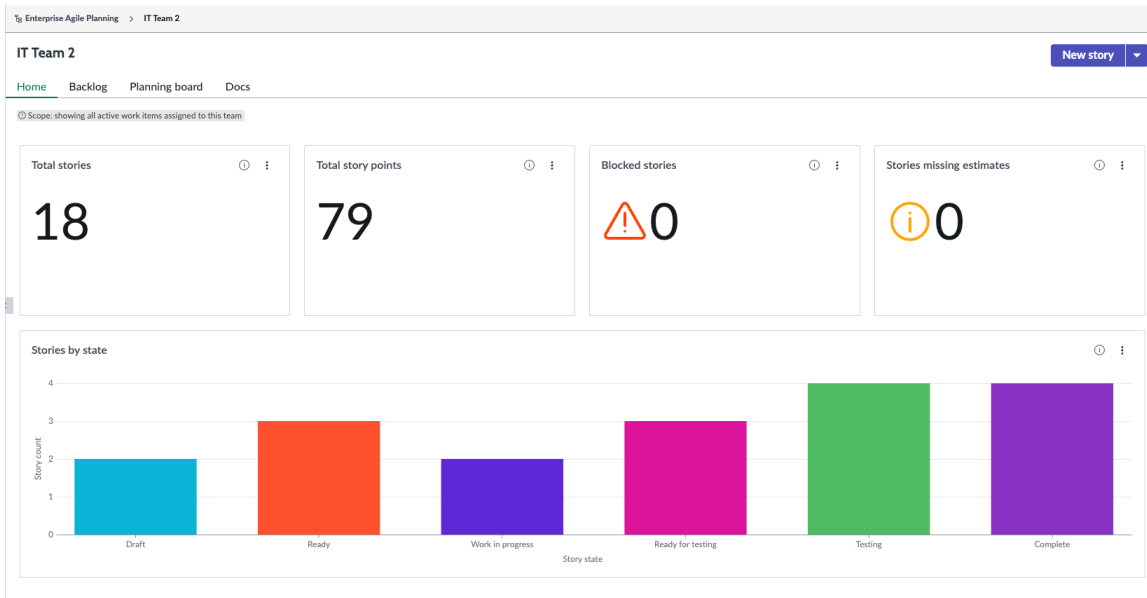 Enterprise Agile Planning > IT Team 2
IT Team 2
New story
Home Backlog Planning board Docs
Scope: showing all active work items assigned to this team
Total stories
18
Total story points
79
Blocked stories
0
Stories missing estimates
0
Stories by state
Story count
4
3
2
1
0
Draft Ready Work in progress Ready for testing Testing Complete
Story state